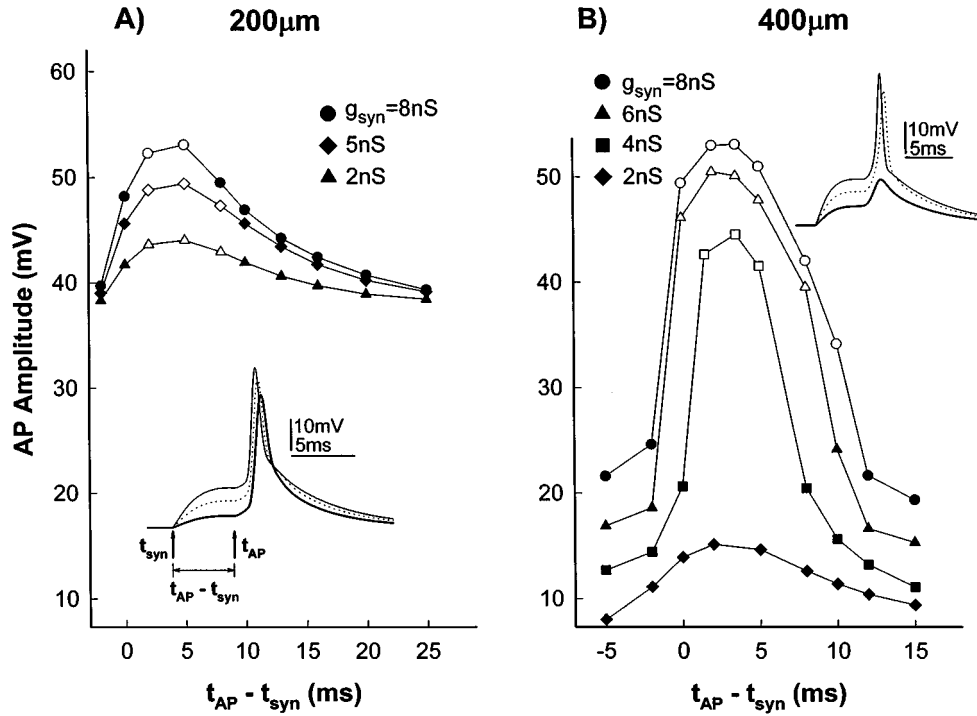 A) 200μm
AP Amplitude (mV)
60
50
40
30
20
10
g_syn=8nS
5nS
2nS
10mV
5ms
t_syn
t_AP
t_AP - t_syn
0 5 10 15 20 25
t_AP - t_syn (ms)
B) 400μm
60
50
40
30
20
10
g_syn=8nS
6nS
4nS
2nS
10mV
5ms
-5 0 5 10 15
t_AP - t_syn (ms)